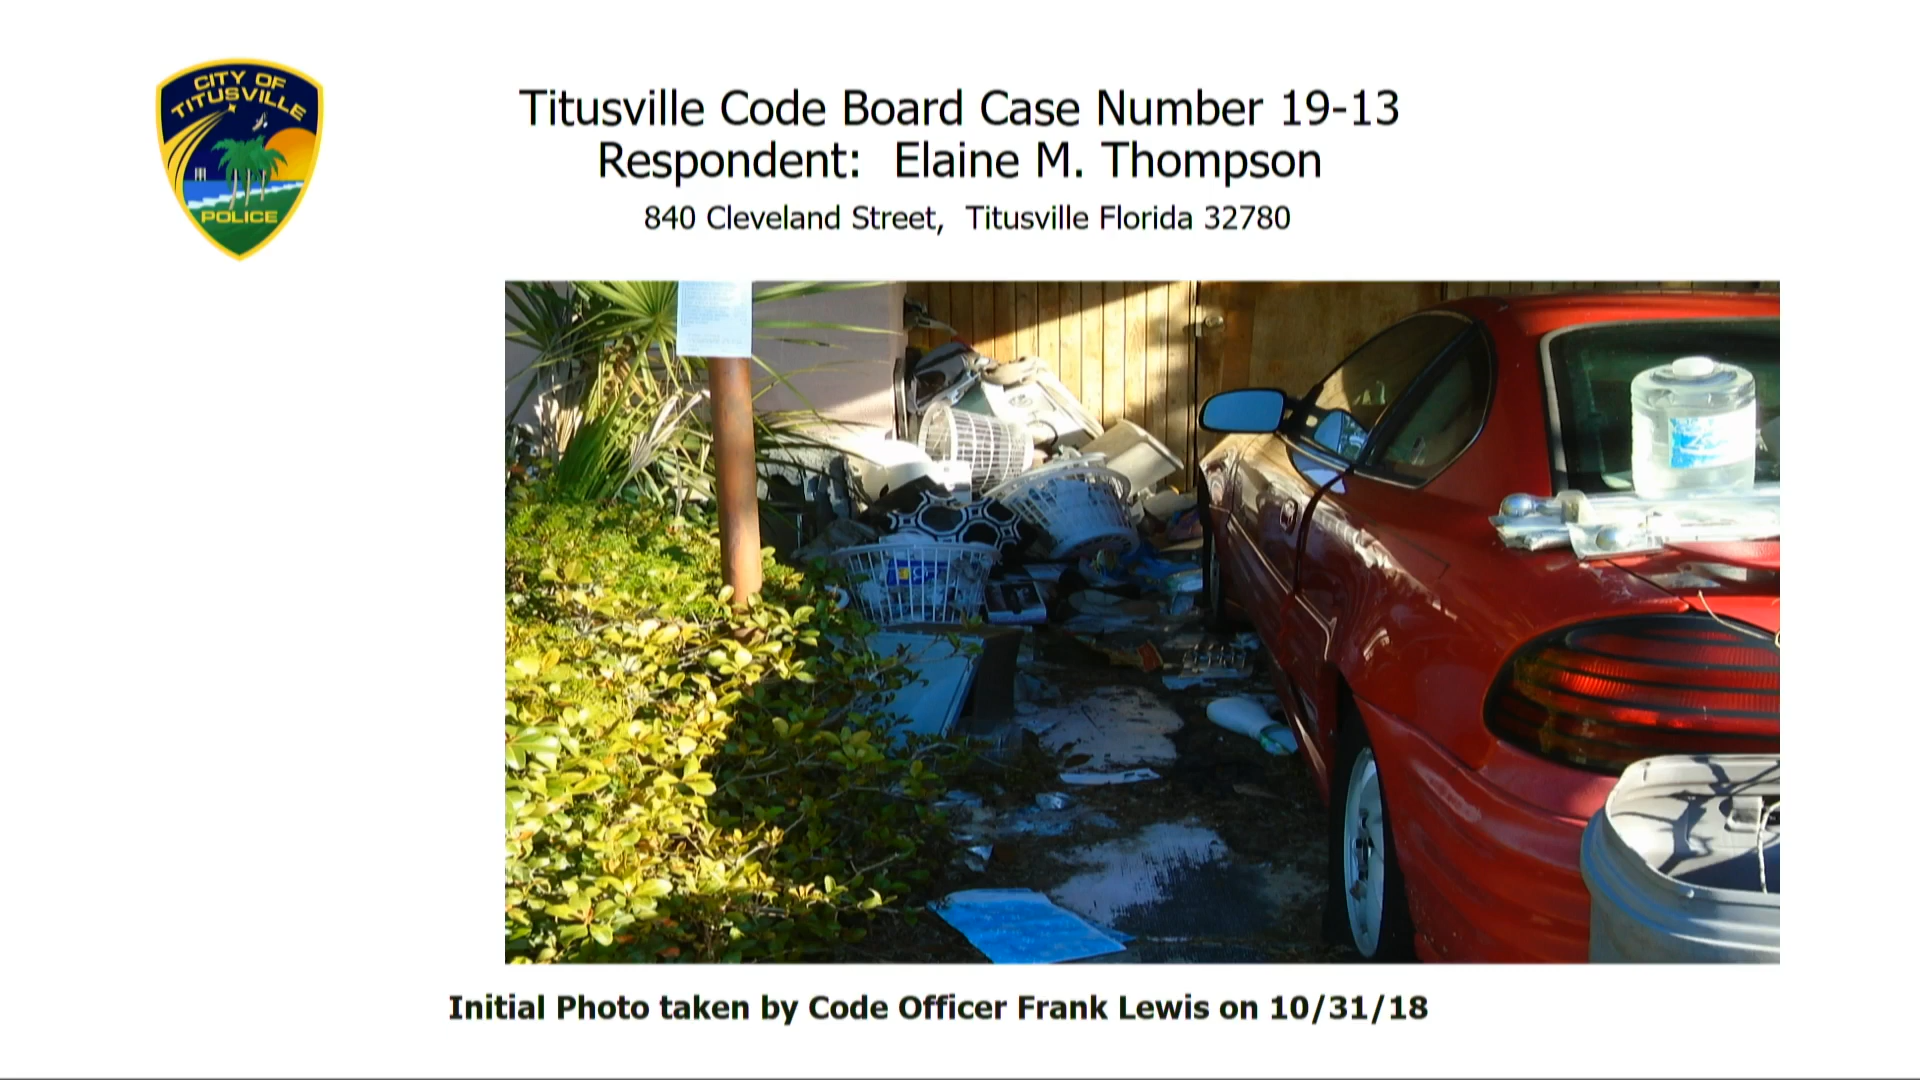 CITY OF
TITUSVILLE
POLICE
Titusville Code Board Case Number 19-13
Respondent:  Elaine M. Thompson
840 Cleveland Street,  Titusville Florida 32780
Initial Photo taken by Code Officer Frank Lewis on 10/31/18